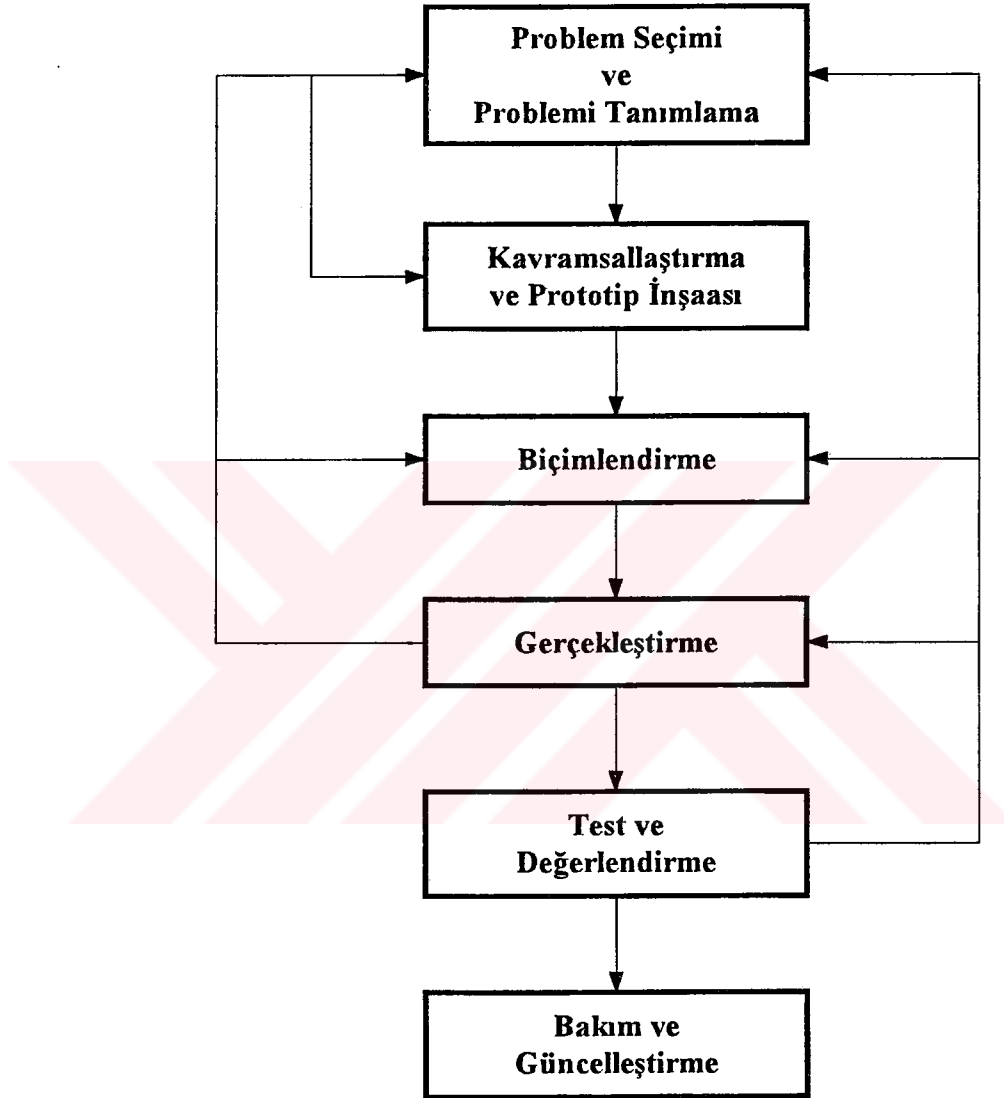 Problem Seçimi
ve
Problemi Tanımlama
Kavramsallaştırma
ve Prototip İnşaası
Biçimlendirme
Gerçekleştirme
Test ve
Değerlendirme
Bakım ve
Güncelleştirme